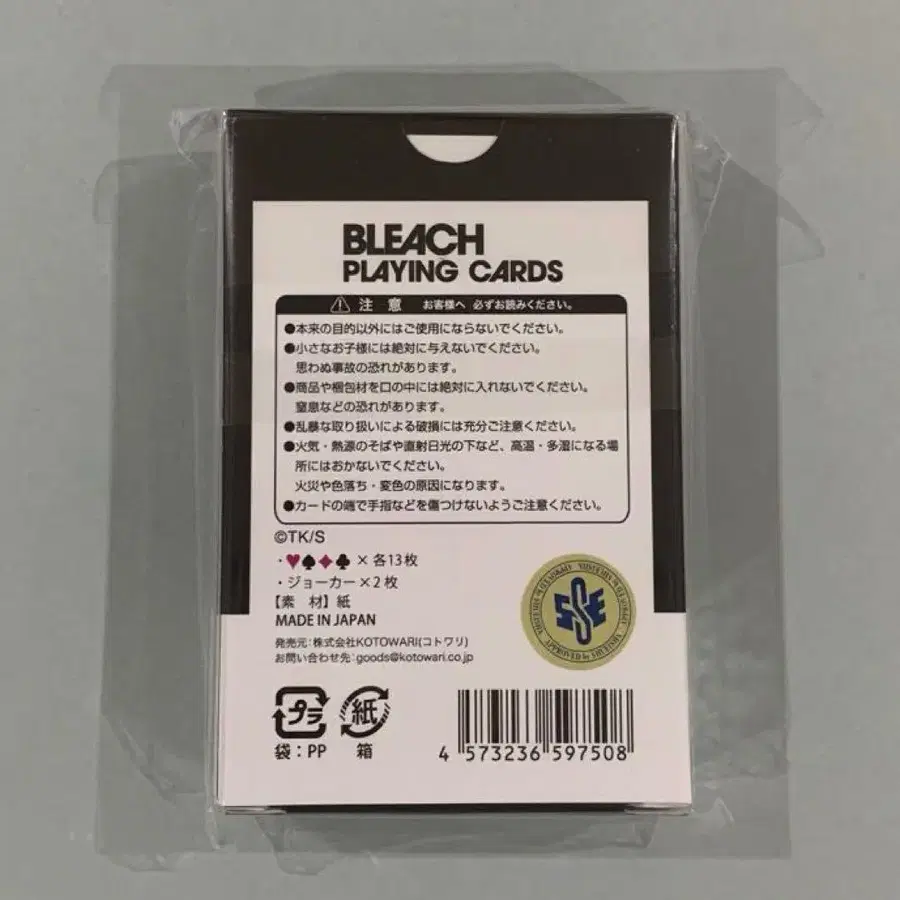 BLEACH
PLAYING CARDS
注 意 お客様へ 必ずお読みください。
●本来の目的以外にはご使用にならないでください。
●小さなお子様には絶対に与えないでください。
思わぬ事故の恐れがあります。
●商品や梱包材を口の中には絶対に入れないでください。
窒息などの恐れがあります。
●乱暴な取り扱いによる破損には充分ご注意ください。
●火気・熱源のそばや直射日光の下など、高温・多湿になる場
所にはおかないでください。
火災や色落ち・変色の原因になります。
●カードの端で手指などを傷つけないようご注意ください。
©TK/S
・♥♠♦♣ × 各13枚
・ジョーカー×2枚
【素 材】紙
MADE IN JAPAN
発売元：株式会社KOTOWARI(コトワリ)
お問い合わせ先：goods@kotowari.co.jp
SSE
APPROVED by
プラ
紙
袋：PP
箱
4 573236 597508